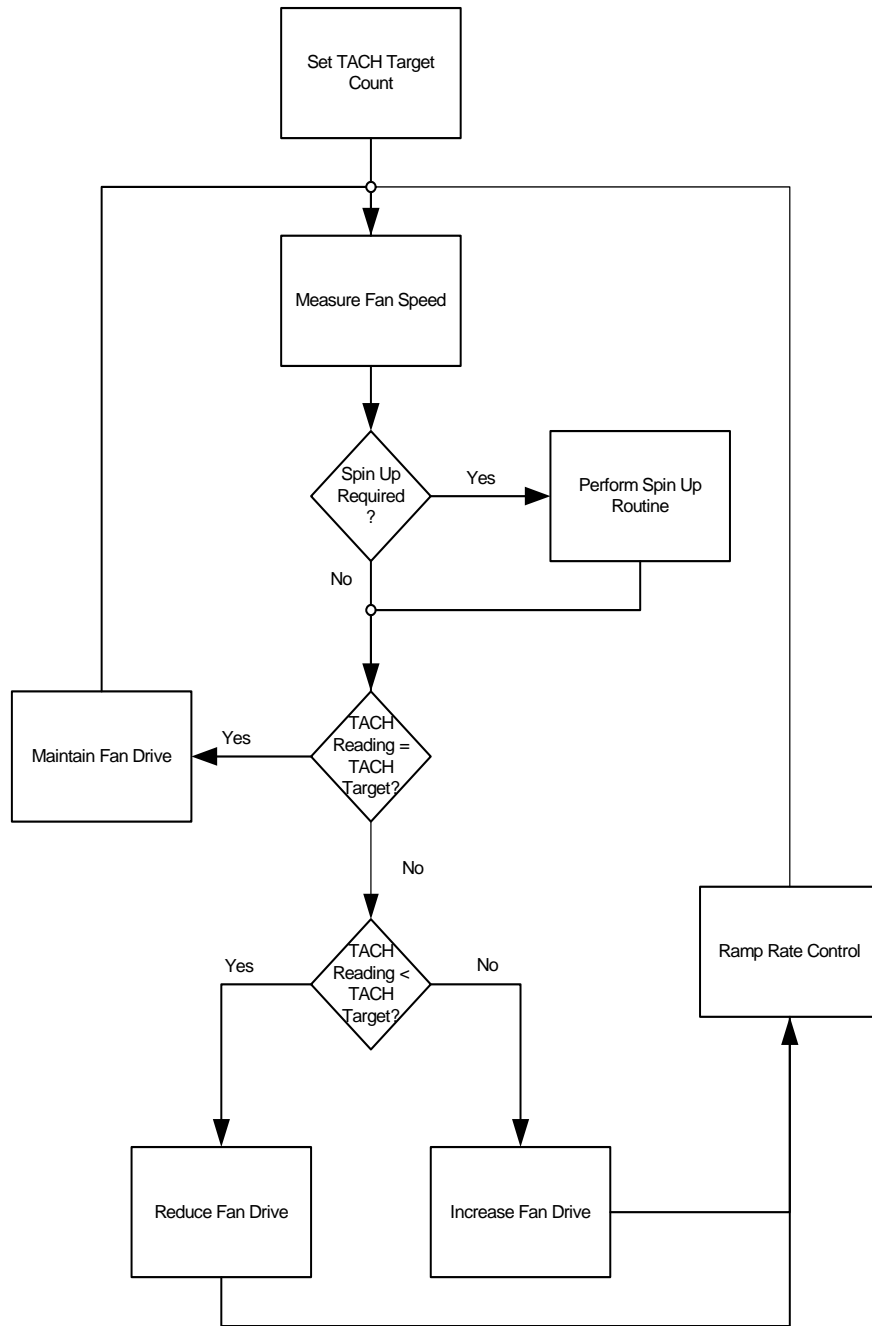 Set TACH Target
Count
Measure Fan Speed
Spin Up
Required
?
Yes
Perform Spin Up
Routine
No
TACH
Reading =
TACH
Target?
Yes
Maintain Fan Drive
No
TACH
Reading <
TACH
Target?
Yes
No
Ramp Rate Control
Reduce Fan Drive
Increase Fan Drive